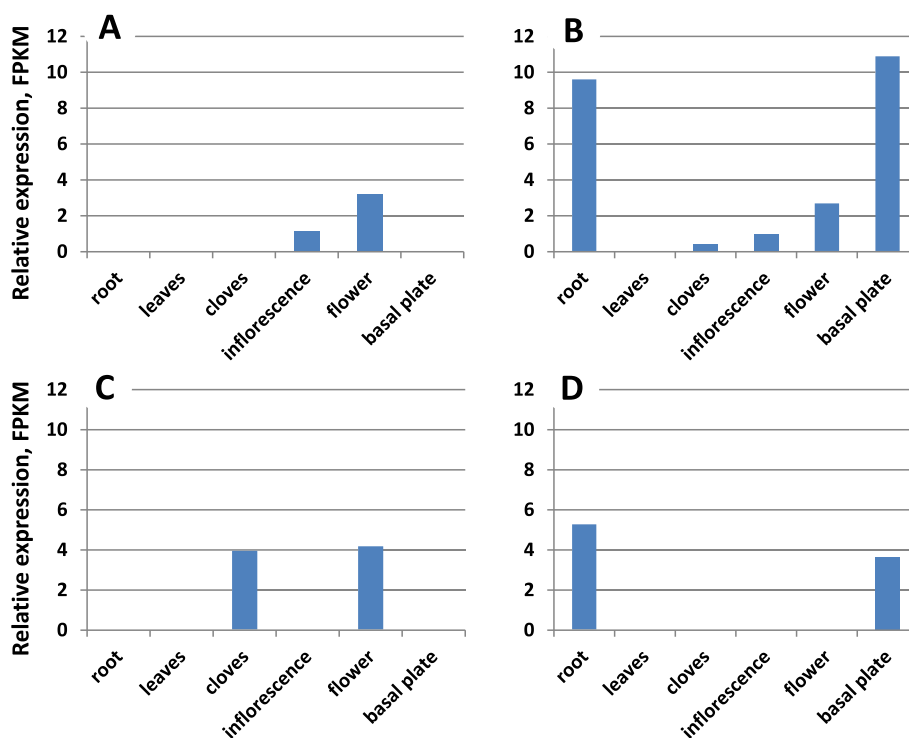 A
Relative expression, FPKM
12
10
8
6
4
2
0
root
leaves
cloves
inflorescence
flower
basal plate
B
12
10
8
6
4
2
0
root
leaves
cloves
inflorescence
flower
basal plate
C
Relative expression, FPKM
12
10
8
6
4
2
0
root
leaves
cloves
inflorescence
flower
basal plate
D
12
10
8
6
4
2
0
root
leaves
cloves
inflorescence
flower
basal plate